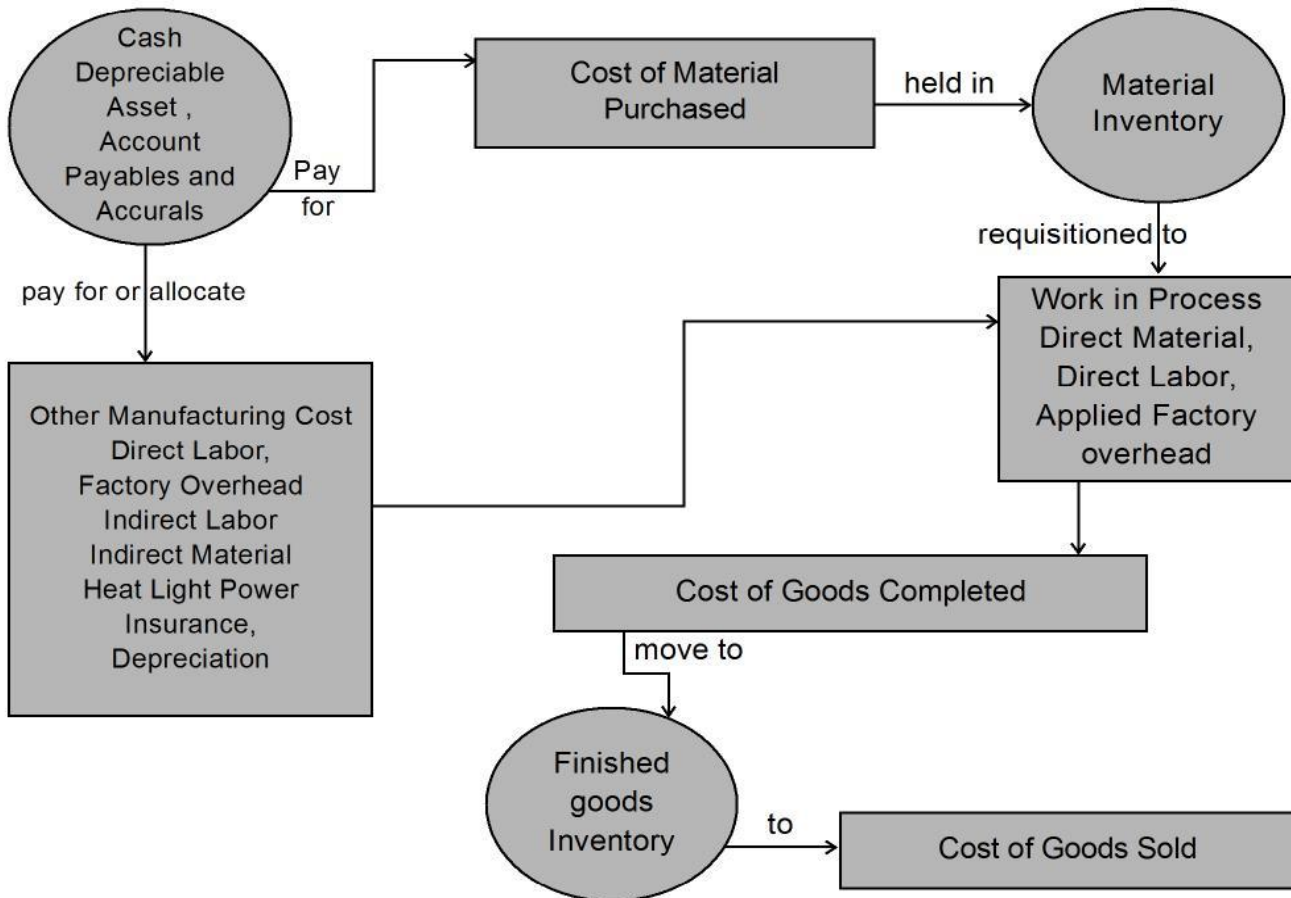 Cash
Depreciable
Asset ,
Account
Payables and
Accurals
Pay
for
Cost of Material
Purchased
held in
Material
Inventory
requisitioned to
pay for or allocate
Work in Process
Direct Material,
Direct Labor,
Applied Factory
overhead
Other Manufacturing Cost
Direct Labor,
Factory Overhead
Indirect Labor
Indirect Material
Heat Light Power
Insurance,
Depreciation
Cost of Goods Completed
move to
Finished
goods
Inventory
to
Cost of Goods Sold